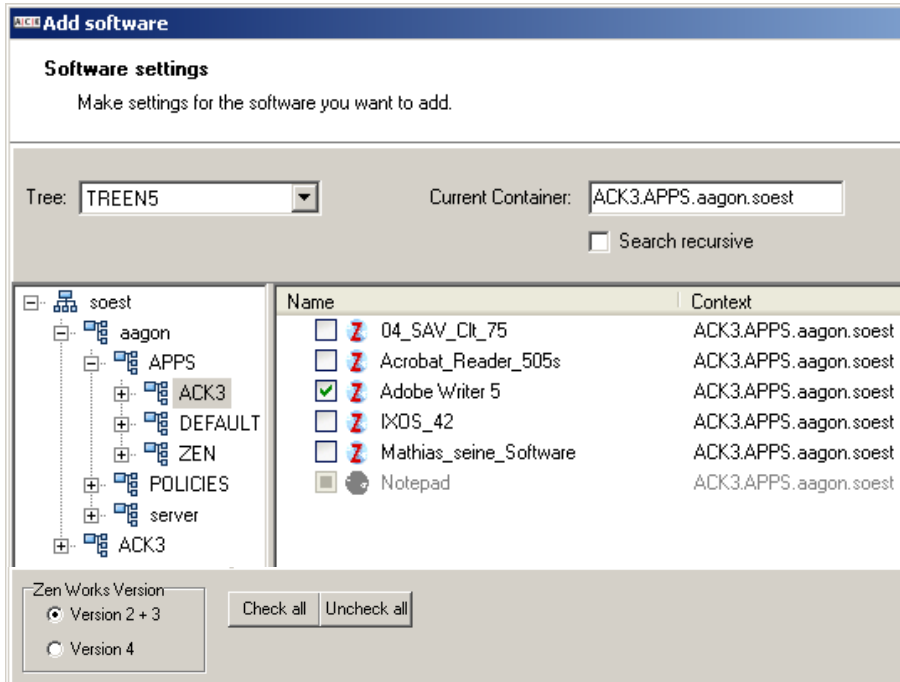 ACK Add software
Software settings
Make settings for the software you want to add.
Tree: TREEN5 Current Container: ACK3.APPS.aagon.soest
Search recursive
soest
aagon
APPS
ACK3
DEFAULT
ZEN
POLICIES
server
ACK3
Name Context
Z 04_SAV_Clt_75 ACK3.APPS.aagon.soest
Z Acrobat_Reader_505s ACK3.APPS.aagon.soest
Z Adobe Writer 5 ACK3.APPS.aagon.soest
Z IXOS_42 ACK3.APPS.aagon.soest
Z Mathias_seine_Software ACK3.APPS.aagon.soest
Notepad ACK3.APPS.aagon.soest
Zen Works Version
Version 2 + 3
Version 4
Check all Uncheck all